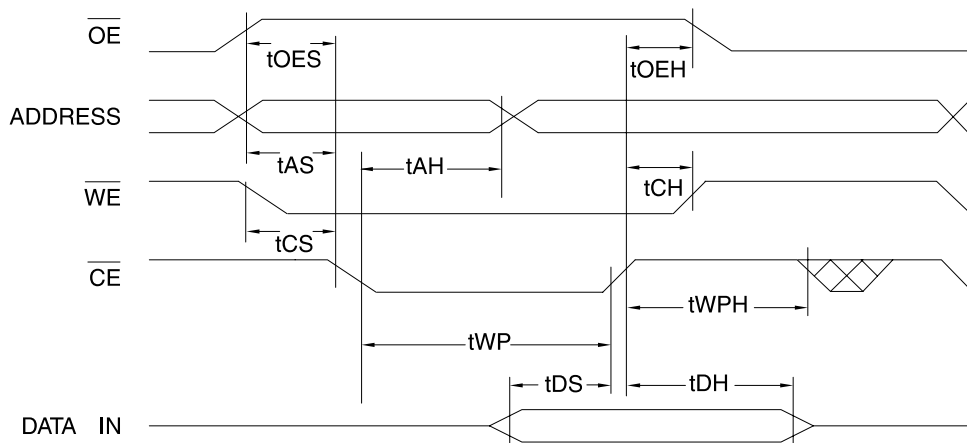 OE
tOES
tOEH
ADDRESS
tAS
tAH
tCH
WE
tCS
CE
tWPH
tWP
tDS
tDH
DATA IN